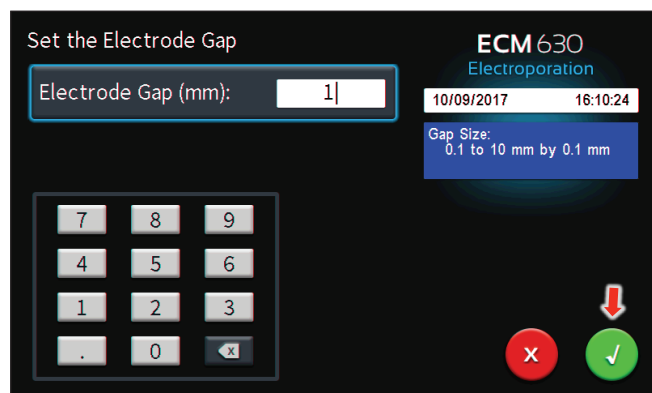 Set the Electrode Gap
Electrode Gap (mm): 1
ECM 630
Electroporation
10/09/2017 16:10:24
Gap Size:
0.1 to 10 mm by 0.1 mm
7 8 9
4 5 6
1 2 3
. 0 x
X √